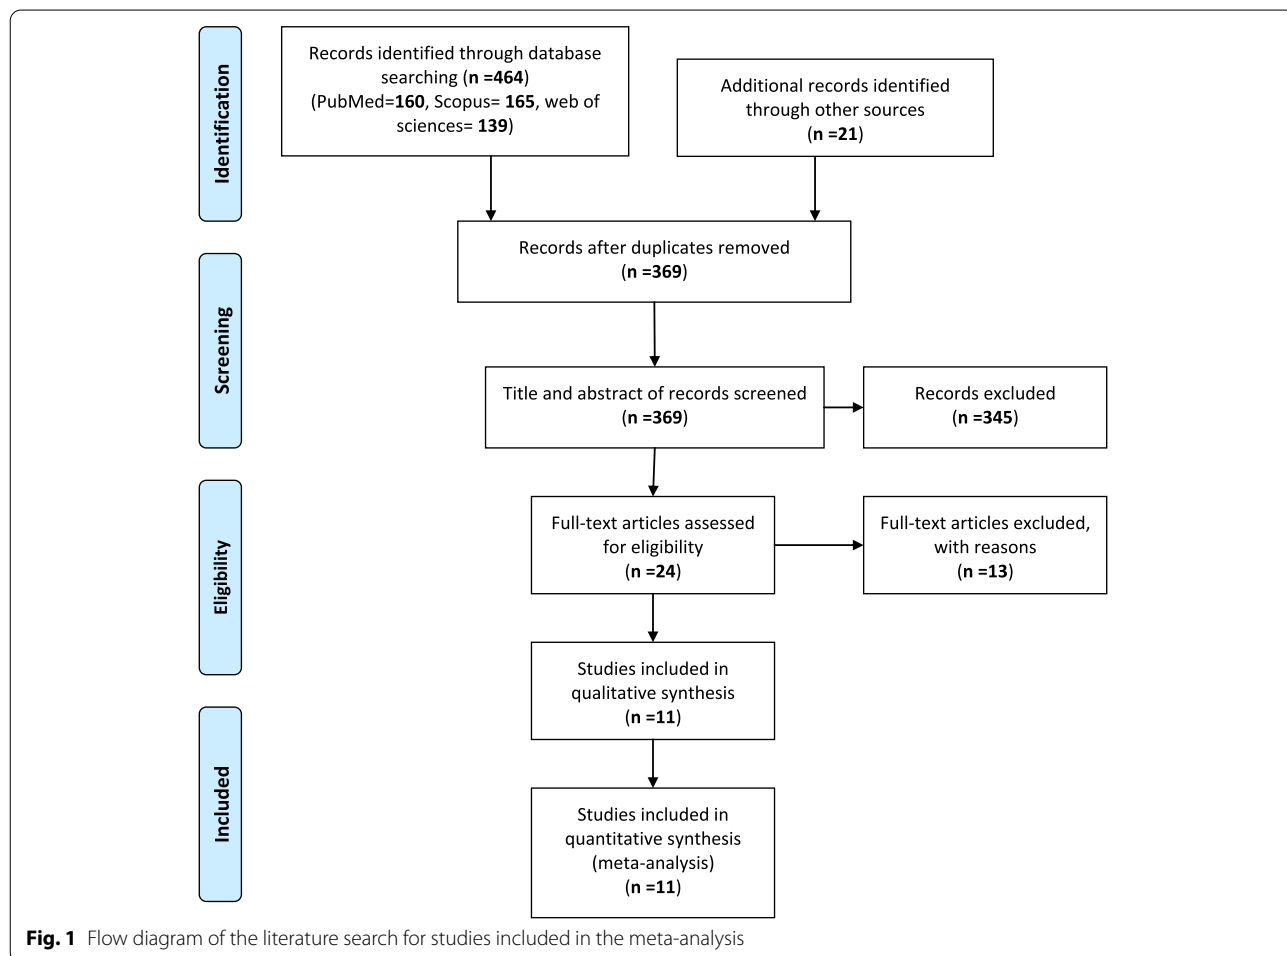 Identification
Records identified through database
searching (n =464)
(PubMed=160, Scopus= 165, web of
sciences= 139)
Additional records identified
through other sources
(n =21)
Records after duplicates removed
(n =369)
Screening
Title and abstract of records screened
(n =369)
Records excluded
(n =345)
Eligibility
Full-text articles assessed
for eligibility
(n =24)
Full-text articles excluded,
with reasons
(n =13)
Studies included in
qualitative synthesis
(n =11)
Included
Studies included in
quantitative synthesis
(meta-analysis)
(n =11)
Fig. 1 Flow diagram of the literature search for studies included in the meta-analysis